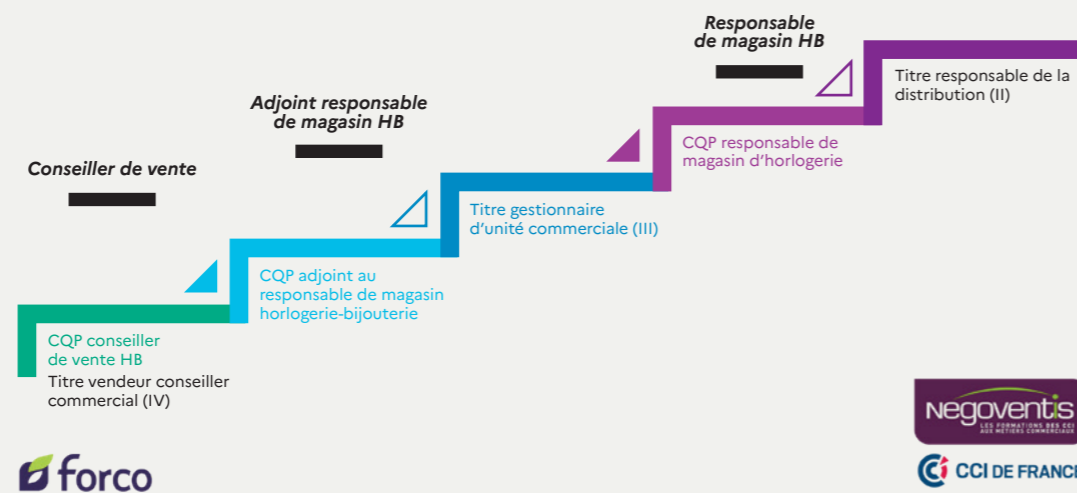 Responsable
de magasin HB
Titre responsable de la
distribution (II)
Adjoint responsable
de magasin HB
CQP responsable de
magasin d'horlogerie
Conseiller de vente
Titre gestionnaire
d'unité commerciale (III)
CQP adjoint au
responsable de magasin
horlogerie-bijouterie
CQP conseiller
de vente HB
Titre vendeur conseiller
commercial (IV)
Negoventis
LES FORMATIONS DES CCI
AUX MÉTIERS COMMERCIAUX
forco
CCI DE FRANCE